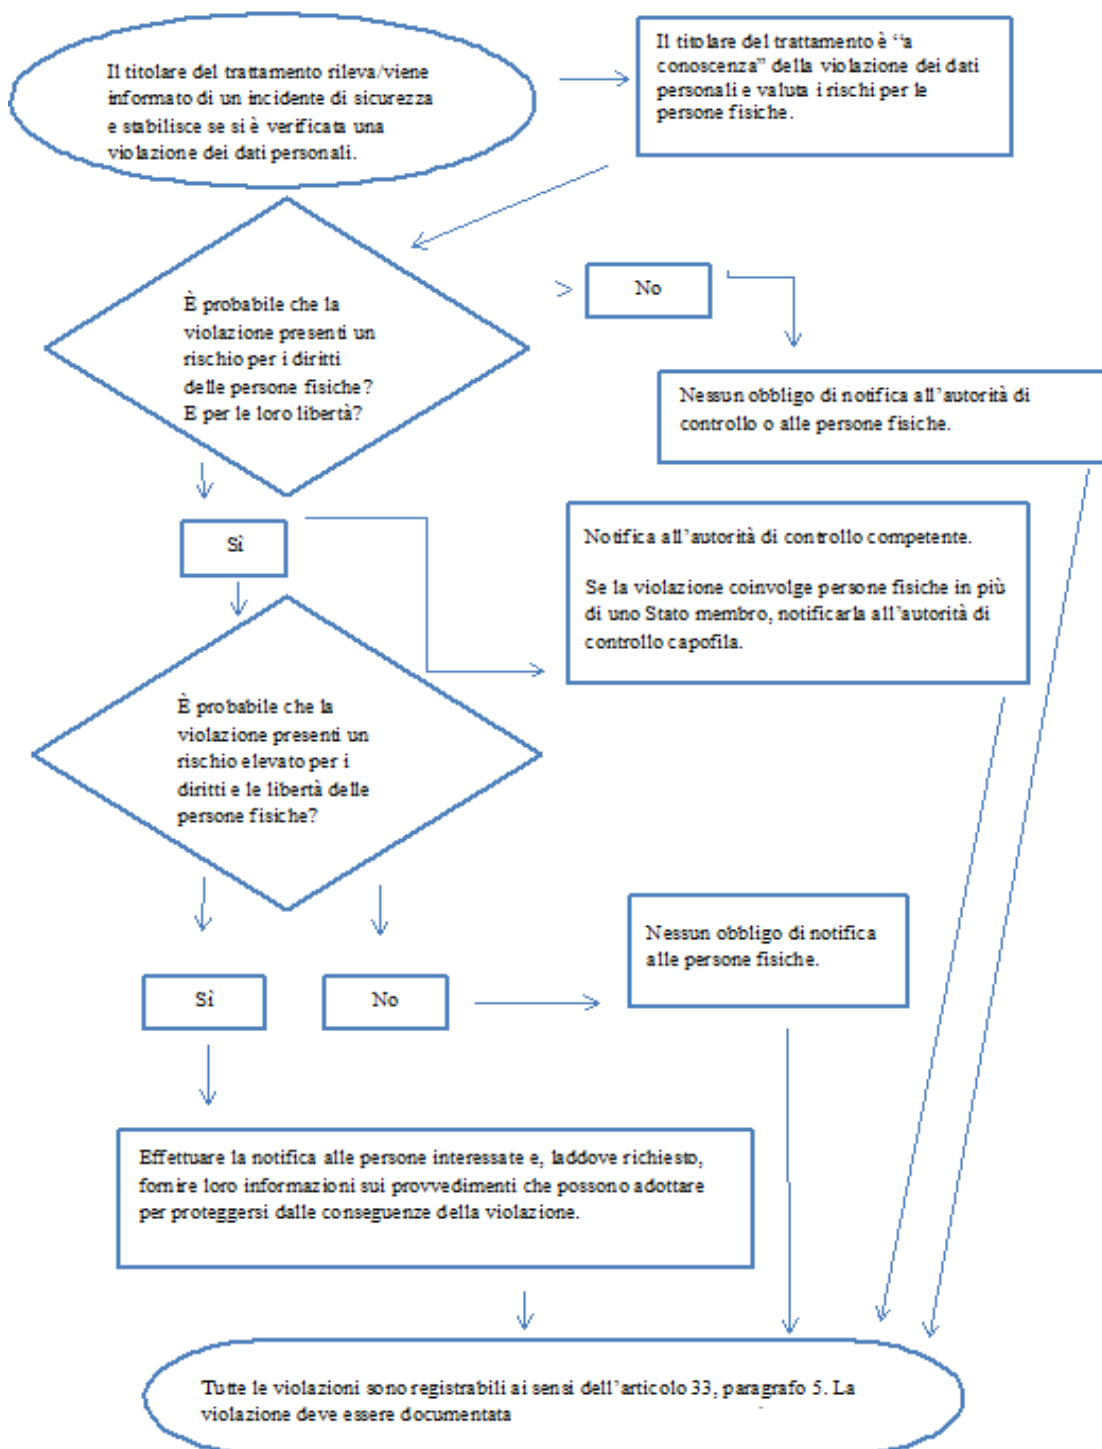 Il titolare del trattamento rileva/viene
informato di un incidente di sicurezza
e stabilisce se si è verificata una
violazione dei dati personali.
Il titolare del trattamento è “a
conoscenza” della violazione dei dati
personali e valuta i rischi per le
persone fisiche.
È probabile che la
violazione presenti un
rischio per i diritti
delle persone fisiche?
E per le loro libertà?
No
Nessun obbligo di notifica all’autorità di
controllo o alle persone fisiche.
Sì
Notifica all’autorità di controllo competente.
Se la violazione coinvolge persone fisiche in più
di uno Stato membro, notificarla all’autorità di
controllo capofila.
È probabile che la
violazione presenti un
rischio elevato per i
diritti e le libertà delle
persone fisiche?
Sì
No
Nessun obbligo di notifica
alle persone fisiche.
Effettuare la notifica alle persone interessate e, laddove richiesto,
fornire loro informazioni sui provvedimenti che possono adottare
per proteggersi dalle conseguenze della violazione.
Tutte le violazioni sono registrabili ai sensi dell’articolo 33, paragrafo 5. La
violazione deve essere documentata